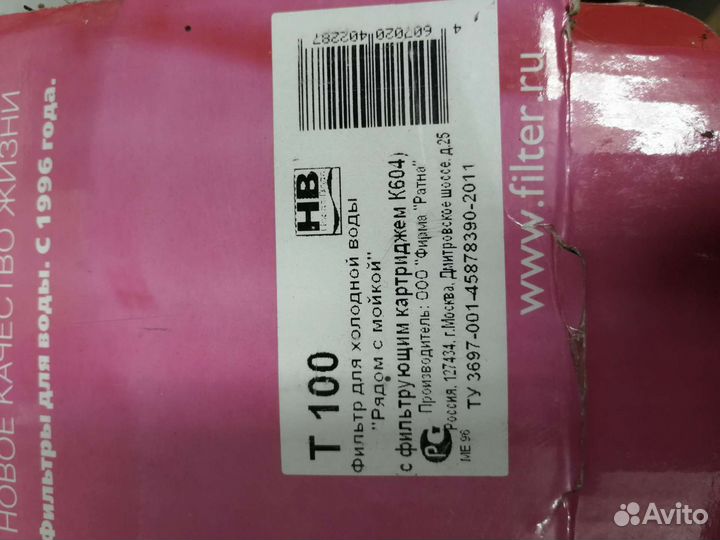 НОВОЕ КАЧЕСТВО ЖИЗНИ
Фильтры для воды. С 1996 года.
Т 100
НВ
4 607020 402287
Фильтр для холодной воды
"Рядом с мойкой"
с фильтрующим картриджем К604)
Производитель: ООО "Фирма "Ратна"
Россия, 127434, г.Москва, Дмитровское шоссе, д.25
РСТ
МЕ 96
ТУ 3697-001-45878390-2011
www.filter.ru
Avito